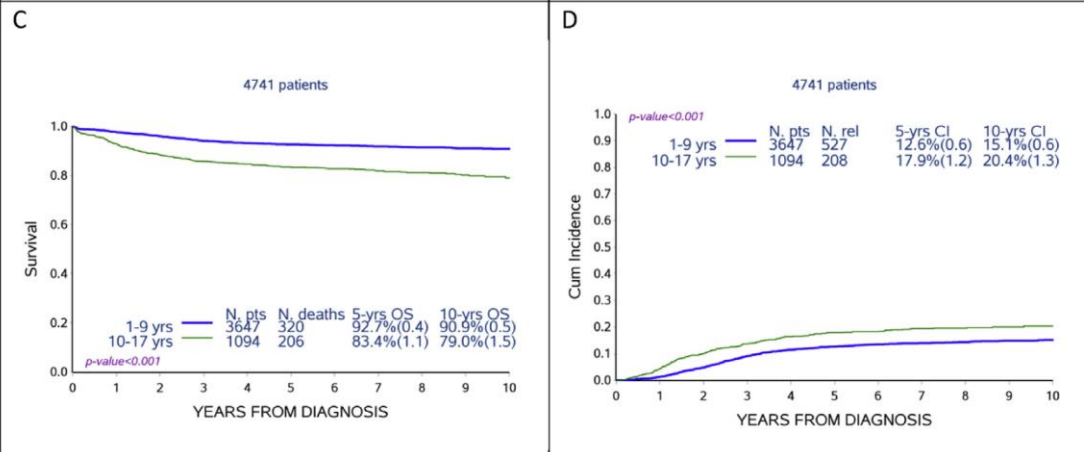 C
4741 patients
Survival
1.0
0.8
0.6
0.4
0.2
0.0
N. pts N. deaths 5-yrs OS 10-yrs OS
1-9 yrs 3647 320 92.7%(0.4) 90.9%(0.5)
10-17 yrs 1094 206 83.4%(1.1) 79.0%(1.5)
p-value<0.001
0 1 2 3 4 5 6 7 8 9 10
YEARS FROM DIAGNOSIS
D
4741 patients
Cum Incidence
1.0
0.9
0.8
0.7
0.6
0.5
0.4
0.3
0.2
0.1
0.0
p-value<0.001
N. pts N. rel 5-yrs CI 10-yrs CI
1-9 yrs 3647 527 12.6%(0.6) 15.1%(0.6)
10-17 yrs 1094 208 17.9%(1.2) 20.4%(1.3)
0 1 2 3 4 5 6 7 8 9 10
YEARS FROM DIAGNOSIS